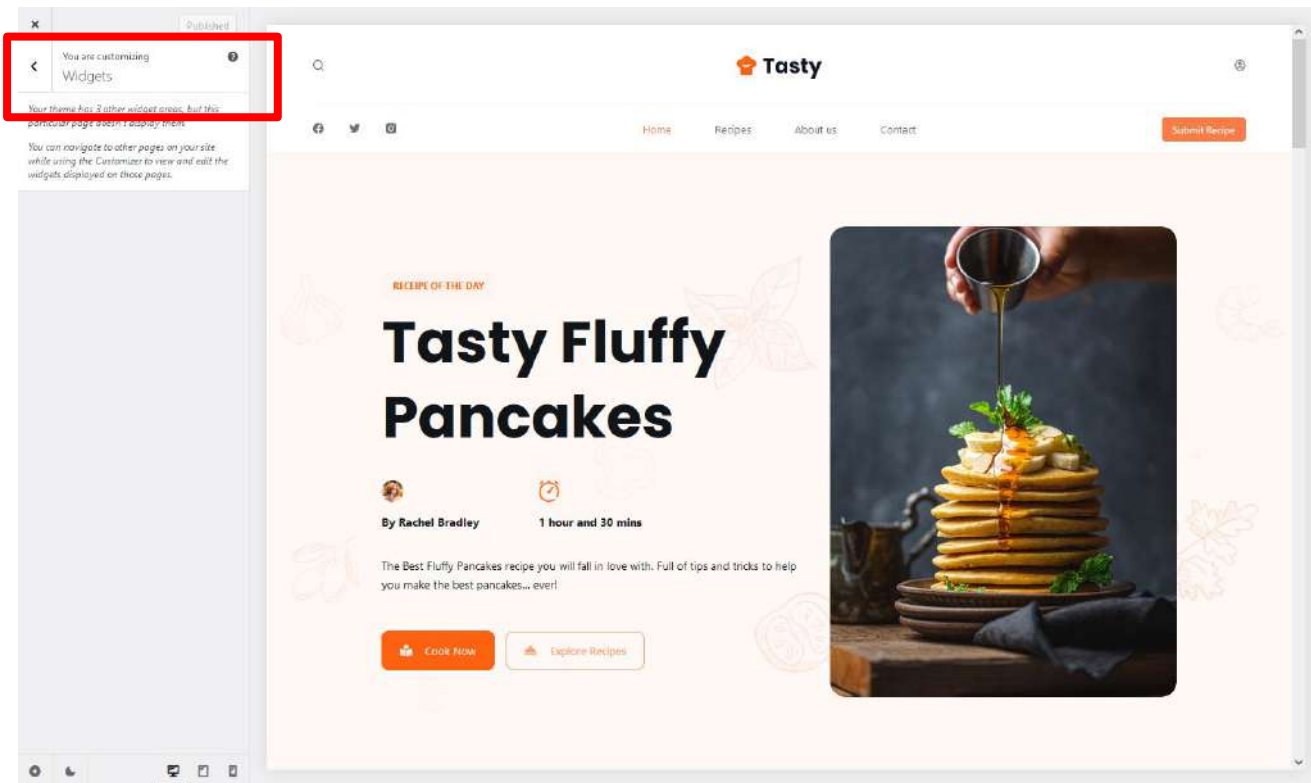 Published
You are customizing
Widgets
Your theme has 3 other widget areas, but this
particular page doesn't display them.
You can navigate to other pages on your site
while using the Customizer to view and edit the
widgets displayed on those pages.
Tasty
Home Recipes About us Contact
Submit Recipe
RECEIPE OF THE DAY
Tasty Fluffy
Pancakes
By Rachel Bradley 1 hour and 30 mins
The Best Fluffy Pancakes recipe you will fall in love with. Full of tips and tricks to help
you make the best pancakes... ever!
Cook Now Explore Recipes